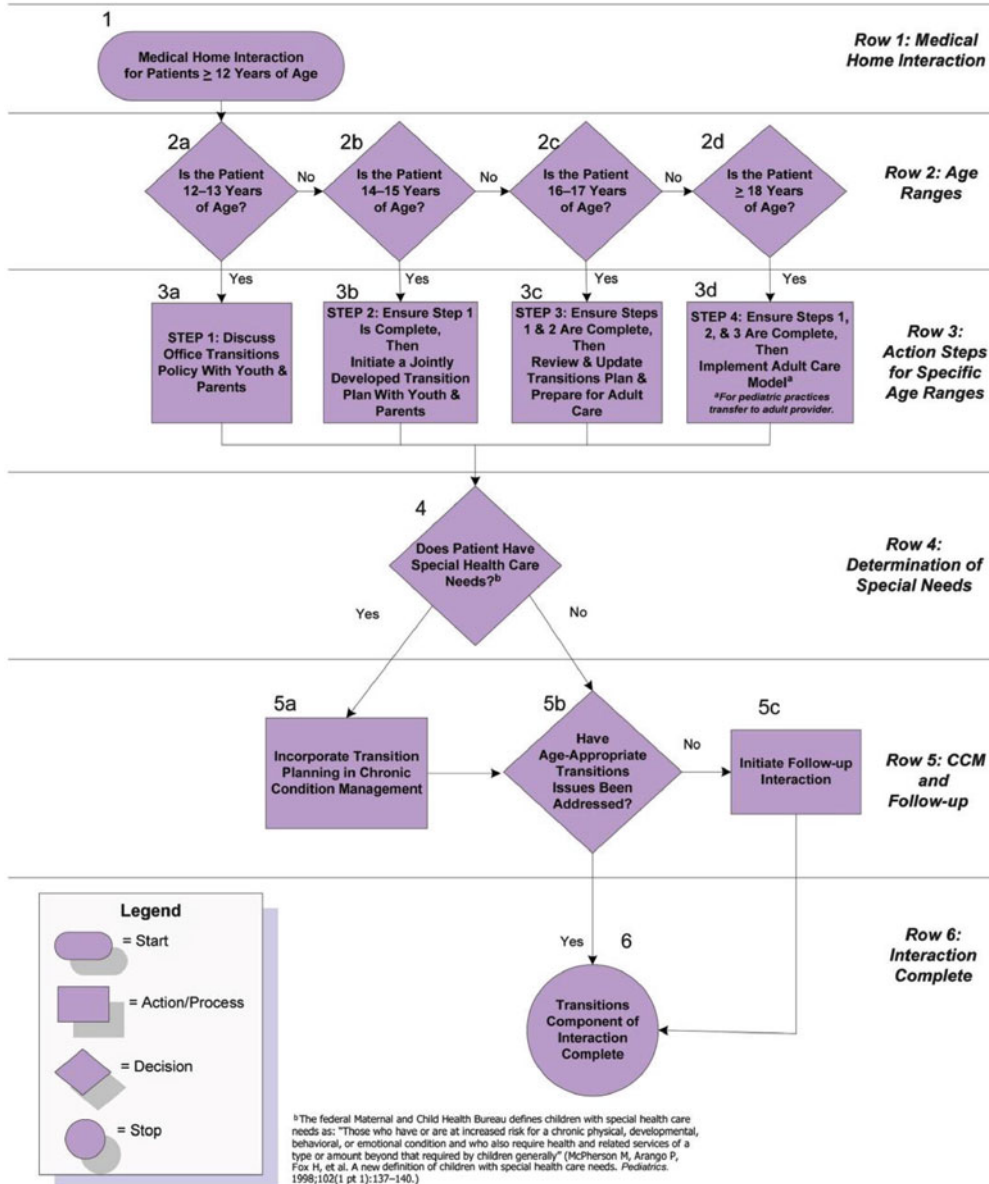 1
Medical Home Interaction
for Patients ≥ 12 Years of Age
Row 1: Medical
Home Interaction
2a
Is the Patient
12–13 Years
of Age?
No
2b
Is the Patient
14–15 Years
of Age?
No
2c
Is the Patient
16–17 Years
of Age?
No
2d
Is the Patient
≥ 18 Years
of Age?
Row 2: Age
Ranges
Yes
Yes
Yes
Yes
3a
STEP 1: Discuss
Office Transitions
Policy With Youth &
Parents
3b
STEP 2: Ensure Step 1
Is Complete,
Then
Initiate a Jointly
Developed Transition
Plan With Youth &
Parents
3c
STEP 3: Ensure Steps
1 & 2 Are Complete,
Then
Review & Update
Transitions Plan &
Prepare for Adult
Care
3d
STEP 4: Ensure Steps 1,
2, & 3 Are Complete,
Then
Implement Adult Care
Modelᵃ
ᵃFor pediatric practices
transfer to adult provider.
Row 3:
Action Steps
for Specific
Age Ranges
4
Does Patient Have
Special Health Care
Needs?ᵇ
Yes
No
Row 4:
Determination of
Special Needs
5a
Incorporate Transition
Planning in Chronic
Condition Management
5b
Have
Age-Appropriate
Transitions
Issues Been
Addressed?
No
5c
Initiate Follow-up
Interaction
Row 5: CCM
and
Follow-up
Yes
6
Transitions
Component of
Interaction
Complete
Row 6:
Interaction
Complete
Legend
= Start
= Action/Process
= Decision
= Stop
ᵇThe federal Maternal and Child Health Bureau defines children with special health care
needs as: "Those who have or are at increased risk for a chronic physical, developmental,
behavioral, or emotional condition and who also require health and related services of a
type or amount beyond that required by children generally" (McPherson M, Arango P,
Fox H, et al. A new definition of children with special health care needs. Pediatrics.
1998;102(1 pt 1):137–140.)